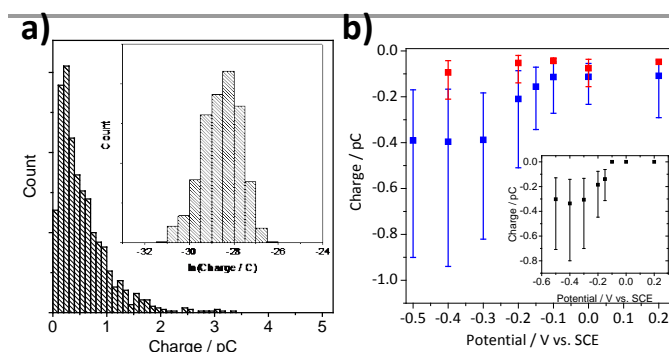 a)
Count
0 1 2 3 4 5
Charge / pC
Count
-32 -30 -28 -26 -24
ln(Charge / C)
b)
Charge / pC
0.0
-0.2
-0.4
-0.6
-0.8
-1.0
-0.5 -0.4 -0.3 -0.2 -0.1 0.0 0.1 0.2
Potential / V vs. SCE
Charge / pC
0.0
-0.2
-0.4
-0.6
-0.8
-0.6 -0.4 -0.2 0.0 0.2
Potential / V vs. SCE